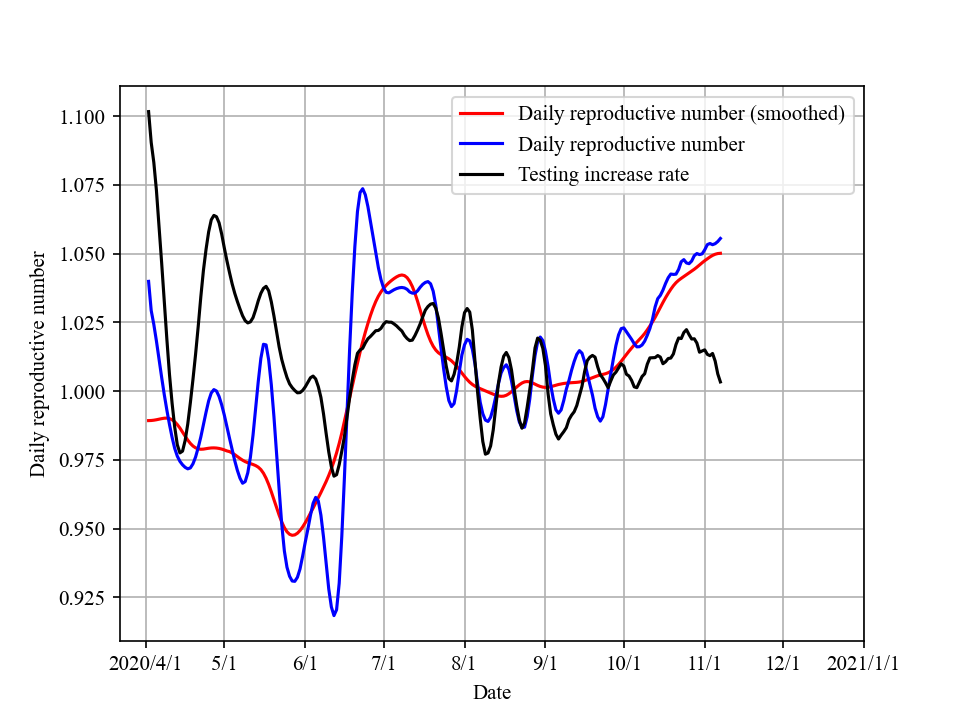 Daily reproductive number (smoothed)
Daily reproductive number
Testing increase rate
Daily reproductive number
1.100
1.075
1.050
1.025
1.000
0.975
0.950
0.925
2020/4/1 5/1 6/1 7/1 8/1 9/1 10/1 11/1 12/1 2021/1/1
Date